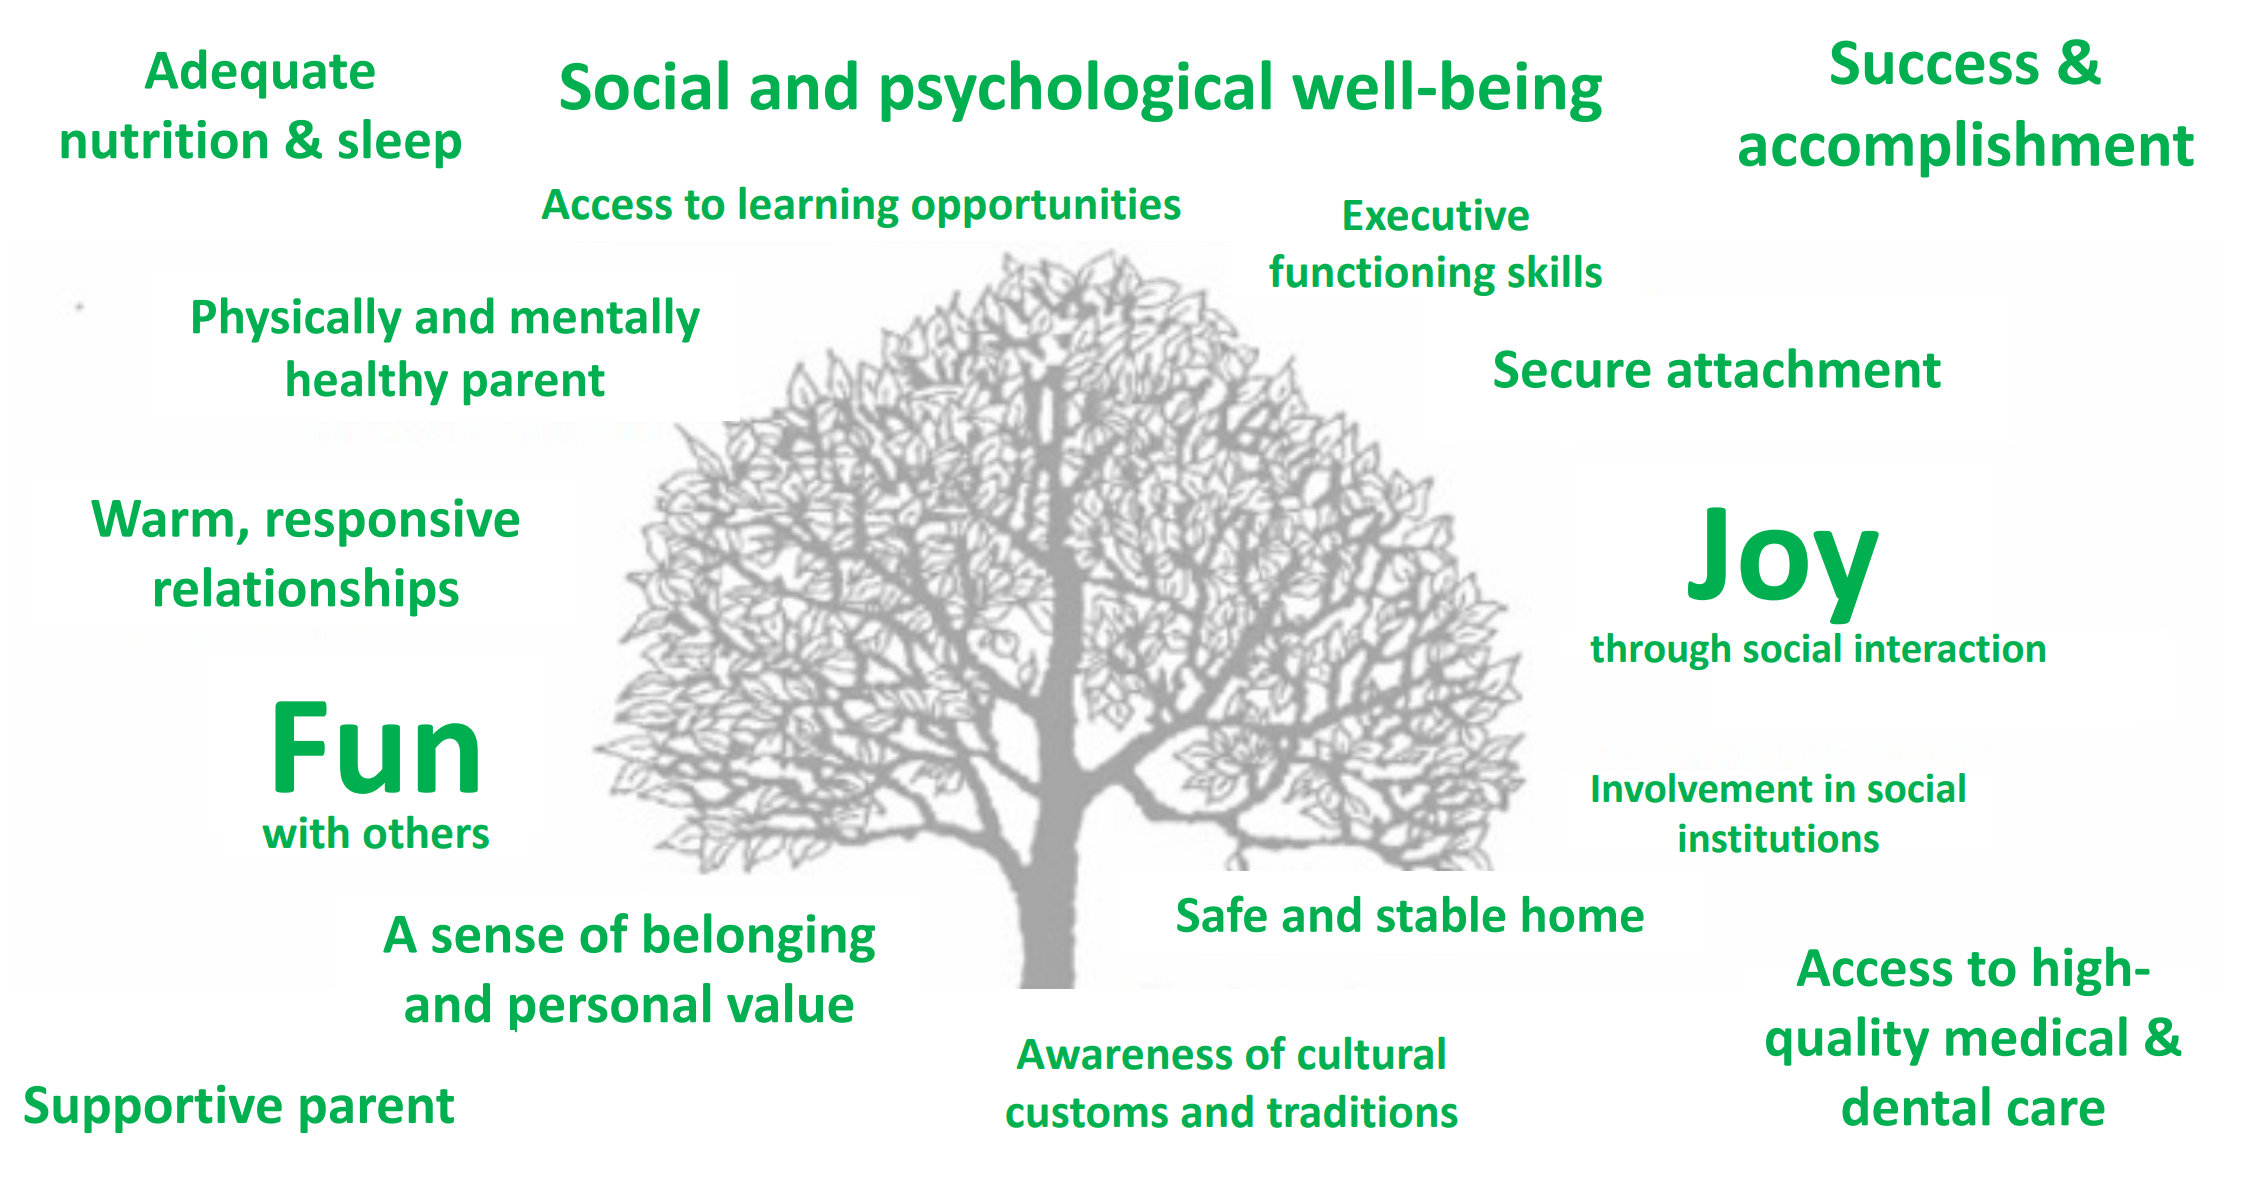 Adequate
nutrition & sleep
Social and psychological well-being
Success &
accomplishment
Access to learning opportunities
Executive
functioning skills
Physically and mentally
healthy parent
Secure attachment
Warm, responsive
relationships
Joy
through social interaction
Fun
with others
Involvement in social
institutions
A sense of belonging
and personal value
Safe and stable home
Access to high-
quality medical &
dental care
Supportive parent
Awareness of cultural
customs and traditions